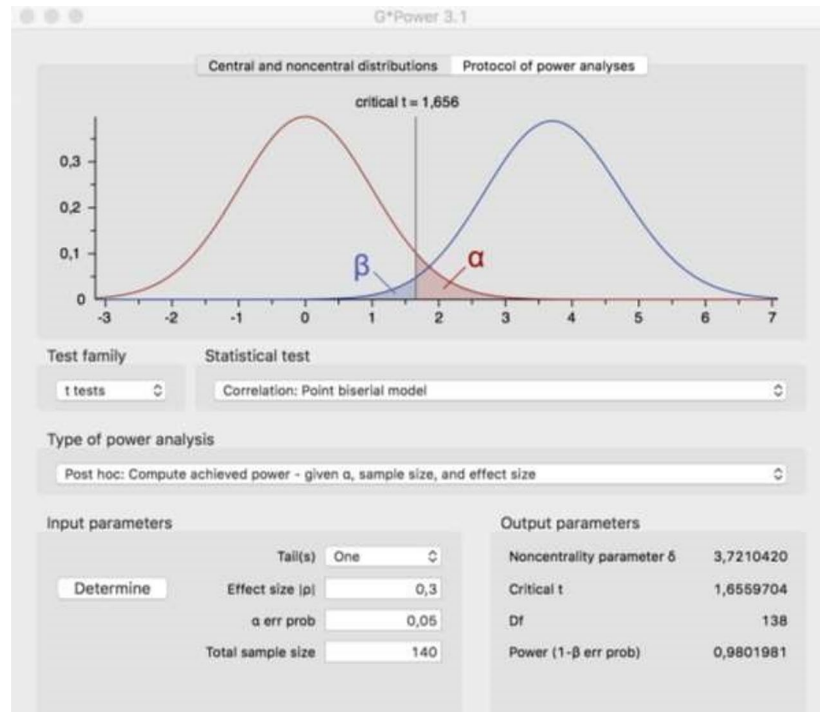 G*Power 3.1
Central and noncentral distributions Protocol of power analyses
critical t = 1,656
0,3
0,2
0,1
0
β α
-3 -2 -1 0 1 2 3 4 5 6 7
Test family Statistical test
t tests Correlation: Point biserial model
Type of power analysis
Post hoc: Compute achieved power - given α, sample size, and effect size
Input parameters Output parameters
Tail(s) One Noncentrality parameter δ 3,7210420
Determine Effect size |ρ| 0,3 Critical t 1,6559704
α err prob 0,05 Df 138
Total sample size 140 Power (1-β err prob) 0,9801981